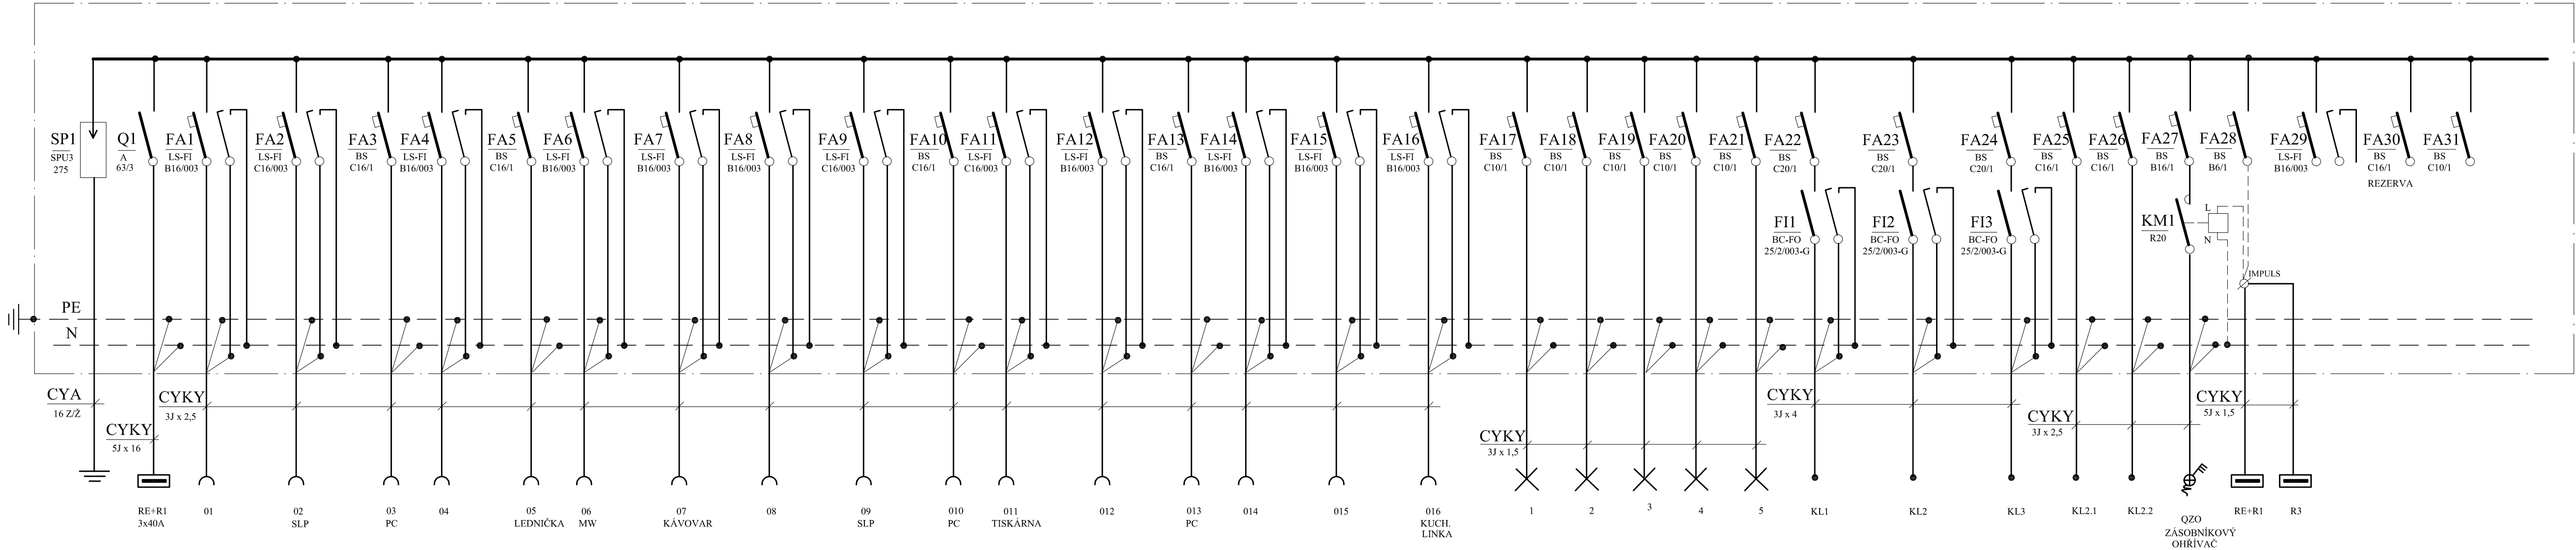 SP1
SPU3
275
Q1
A
63/3
FA1
LS-FI
B16/003
FA2
LS-FI
C16/003
FA3
BS
C16/1
FA4
LS-FI
B16/003
FA5
BS
C16/1
FA6
LS-FI
B16/003
FA7
LS-FI
B16/003
FA8
LS-FI
B16/003
FA9
LS-FI
C16/003
FA10
BS
C16/1
FA11
LS-FI
C16/003
FA12
LS-FI
B16/003
FA13
BS
C16/1
FA14
LS-FI
B16/003
FA15
LS-FI
B16/003
FA16
LS-FI
B16/003
FA17
BS
C10/1
FA18
BS
C10/1
FA19
BS
C10/1
FA20
BS
C10/1
FA21
BS
C10/1
FA22
BS
C20/1
FA23
BS
C20/1
FA24
BS
C20/1
FA25
BS
C16/1
FA26
BS
C16/1
FA27
BS
B16/1
FA28
BS
B6/1
FA29
LS-FI
B16/003
FA30
BS
C16/1
FA31
BS
C10/1
REZERVA
FI1
BC-FO
25/2/003-G
FI2
BC-FO
25/2/003-G
FI3
BC-FO
25/2/003-G
KM1
R20
L
N
IMPULS
PE
N
CYA
16 Z/Ž
CYKY
5J x 16
CYKY
3J x 2,5
CYKY
3J x 1,5
CYKY
3J x 4
CYKY
3J x 2,5
CYKY
5J x 1,5
RE+R1
3x40A
01
02
SLP
03
PC
04
05
LEDNIČKA
06
MW
07
KÁVOVAR
08
09
SLP
010
PC
011
TISKÁRNA
012
013
PC
014
015
016
KUCH.
LINKA
1
2
3
4
5
KL1
KL2
KL3
KL2.1
KL2.2
QZO
ZÁSOBNÍKOVÝ
OHŘÍVAČ
RE+R1
R3